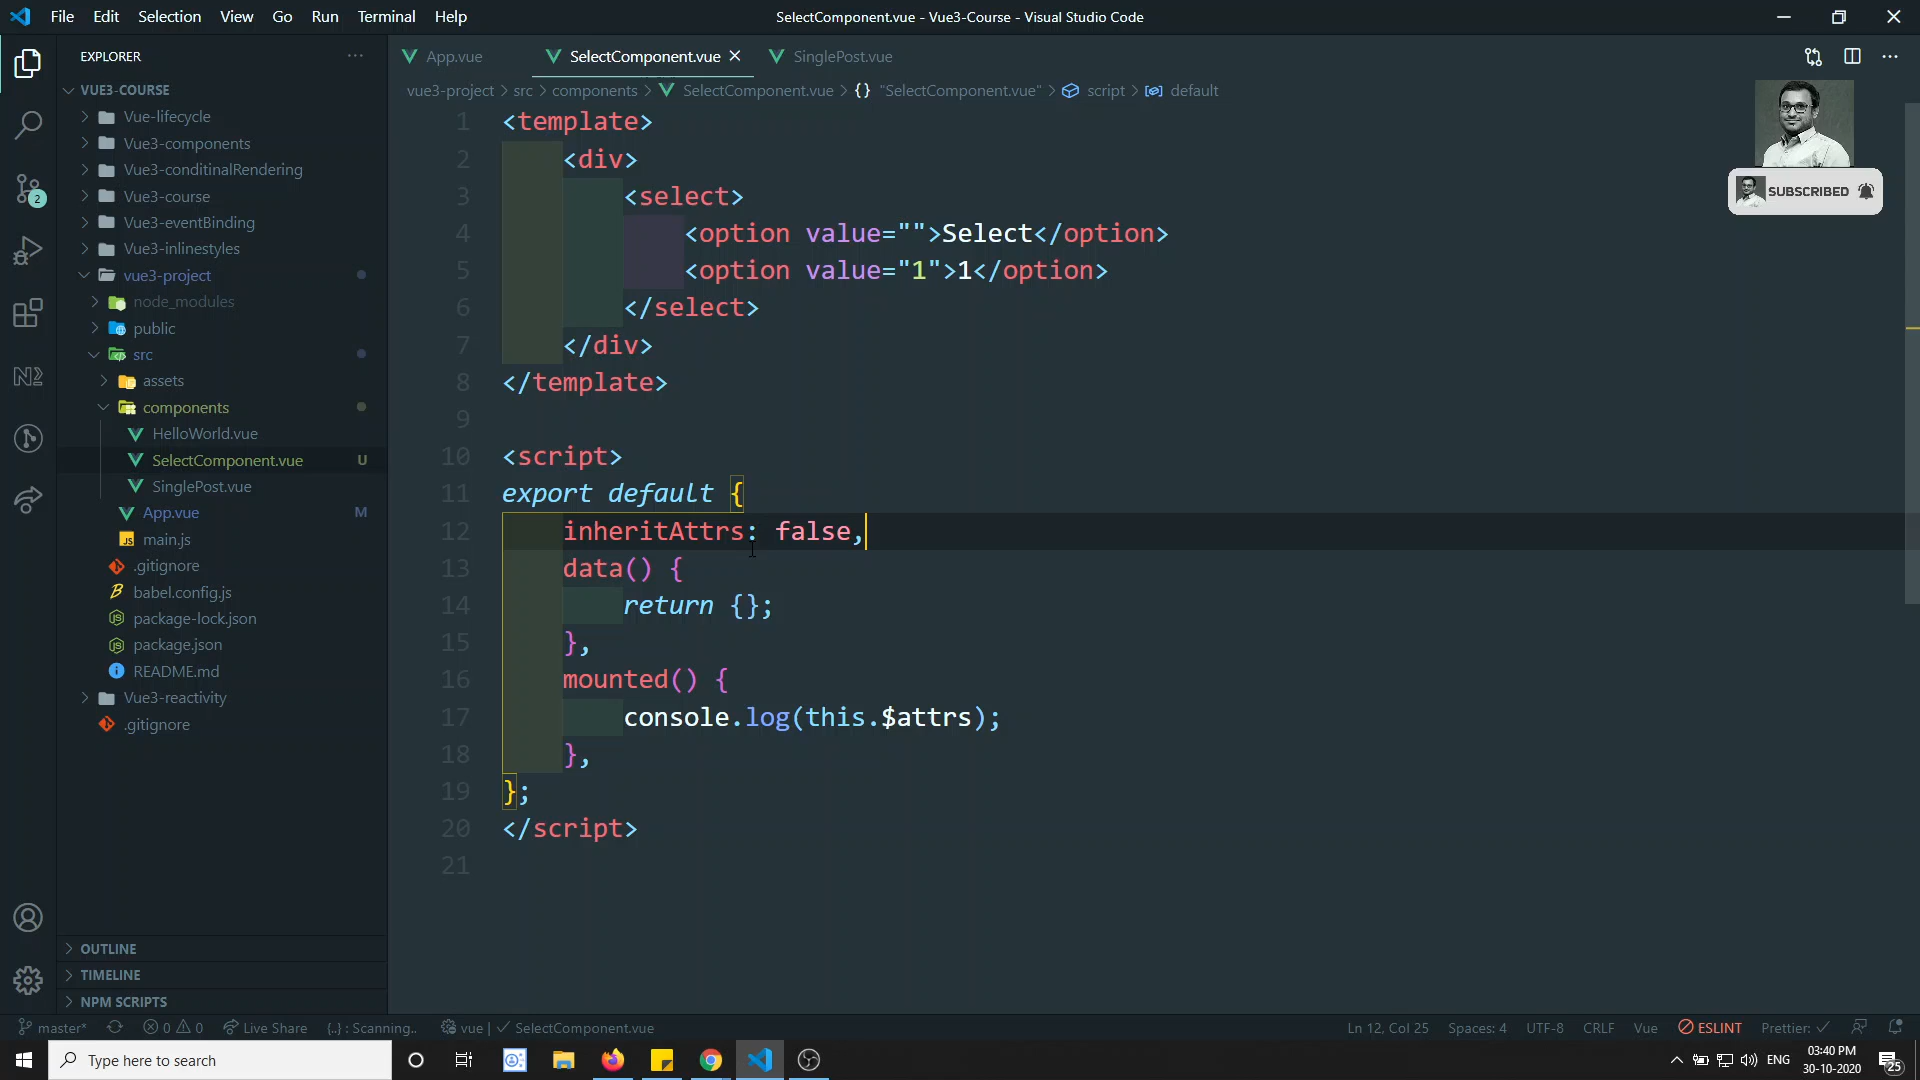 File Edit Selection View Go Run Terminal Help
SelectComponent.vue - Vue3-Course - Visual Studio Code
EXPLORER
App.vue
SelectComponent.vue
SinglePost.vue
vue3-project > src > components > SelectComponent.vue > {} "SelectComponent.vue" > script > default
VUE3-COURSE
Vue-lifecycle
Vue3-components
Vue3-conditinalRendering
Vue3-course
Vue3-eventBinding
Vue3-inlinestyles
vue3-project
node_modules
public
src
assets
components
HelloWorld.vue
SelectComponent.vue U
SinglePost.vue
App.vue M
JS main.js
.gitignore
babel.config.js
package-lock.json
package.json
README.md
Vue3-reactivity
.gitignore
2
OUTLINE
TIMELINE
NPM SCRIPTS
1 <template>
2 <div>
3 <select>
4 <option value="">Select</option>
5 <option value="1">1</option>
6 </select>
7 </div>
8 </template>
9
10 <script>
11 export default {
12 inheritAttrs: false,
13 data() {
14 return {};
15 },
16 mounted() {
17 console.log(this.$attrs);
18 },
19 };
20 </script>
21
SUBSCRIBED
master* 0 0 Live Share {..} : Scanning.. vue | SelectComponent.vue
Ln 12, Col 25 Spaces: 4 UTF-8 CRLF Vue ESLINT Prettier: ✓
Type here to search
ENG
03:40 PM
30-10-2020
25